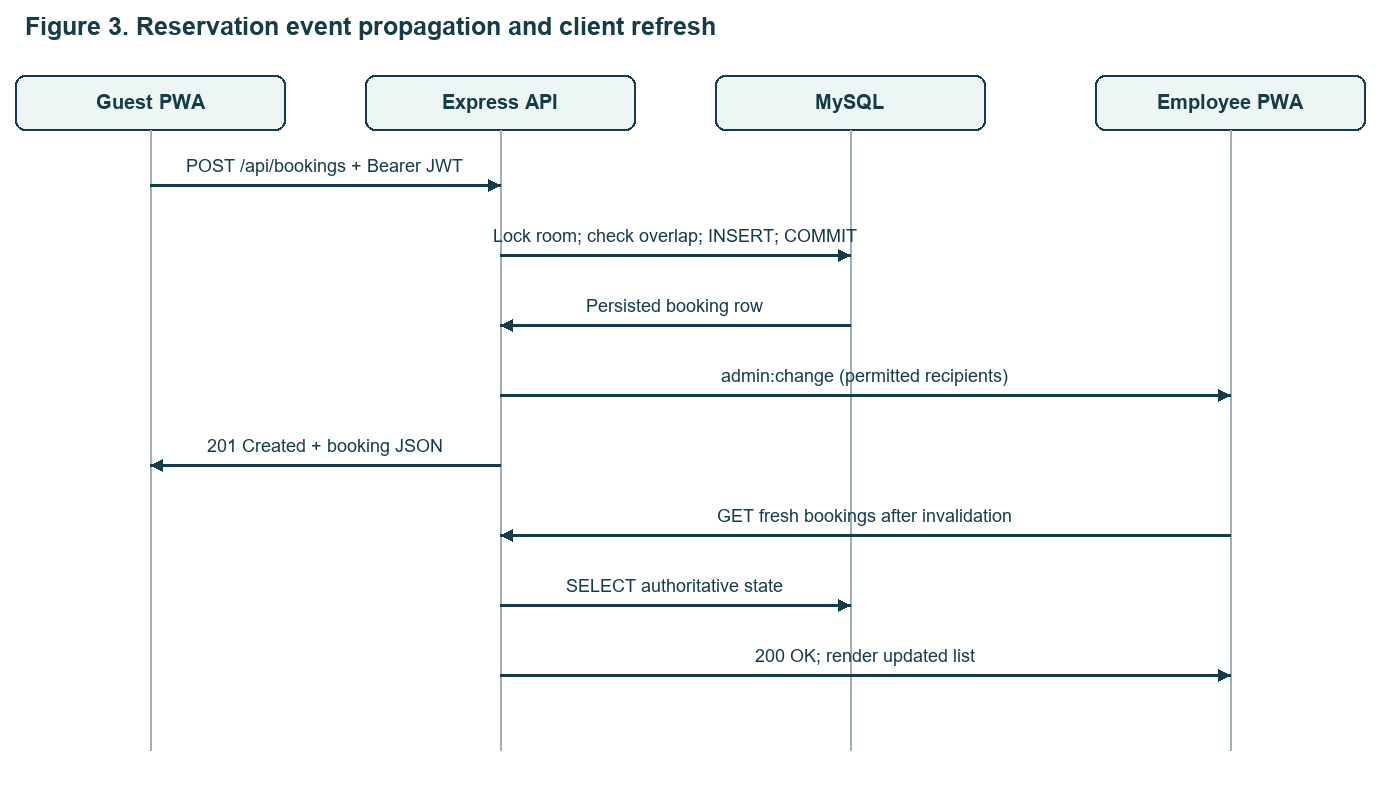 Figure 3. Reservation event propagation and client refresh
Guest PWA
Express API
MySQL
Employee PWA
POST /api/bookings + Bearer JWT
Lock room; check overlap; INSERT; COMMIT
Persisted booking row
admin:change (permitted recipients)
201 Created + booking JSON
GET fresh bookings after invalidation
SELECT authoritative state
200 OK; render updated list